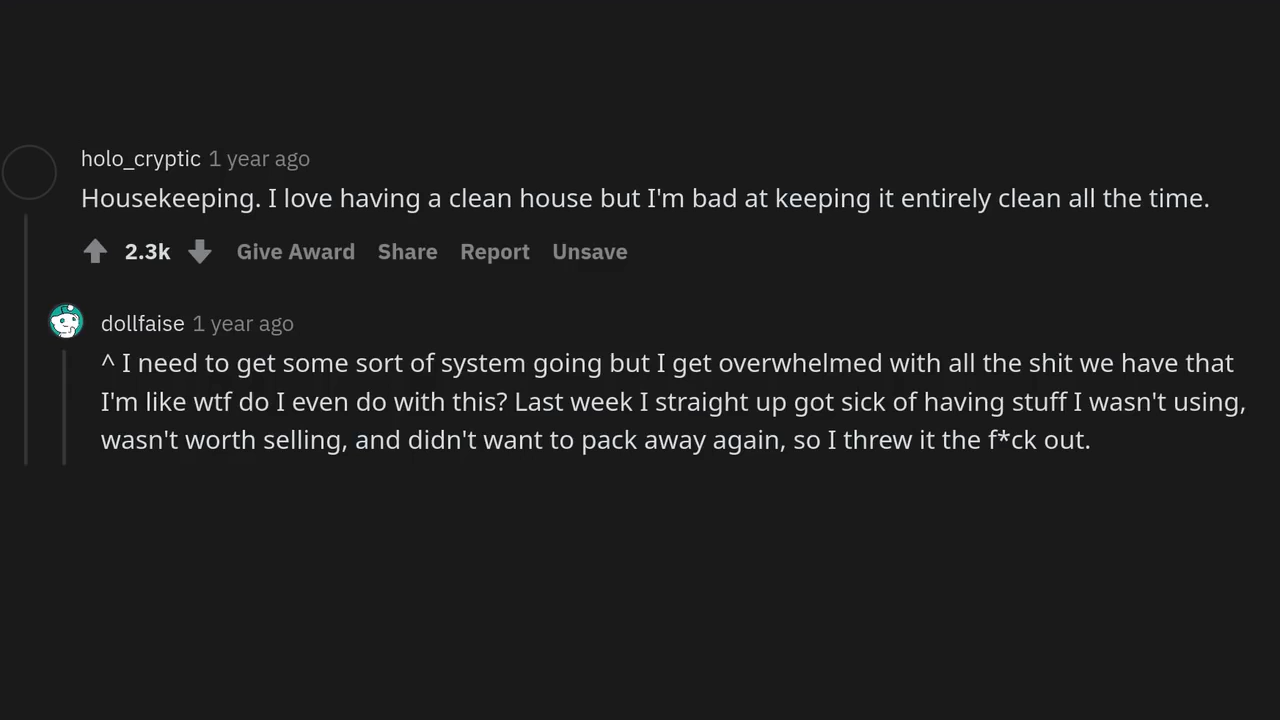 holo_cryptic 1 year ago
Housekeeping. I love having a clean house but I'm bad at keeping it entirely clean all the time.
2.3k Give Award Share Report Unsave
dollfaise 1 year ago
^ I need to get some sort of system going but I get overwhelmed with all the shit we have that
I'm like wtf do I even do with this? Last week I straight up got sick of having stuff I wasn't using,
wasn't worth selling, and didn't want to pack away again, so I threw it the f*ck out.